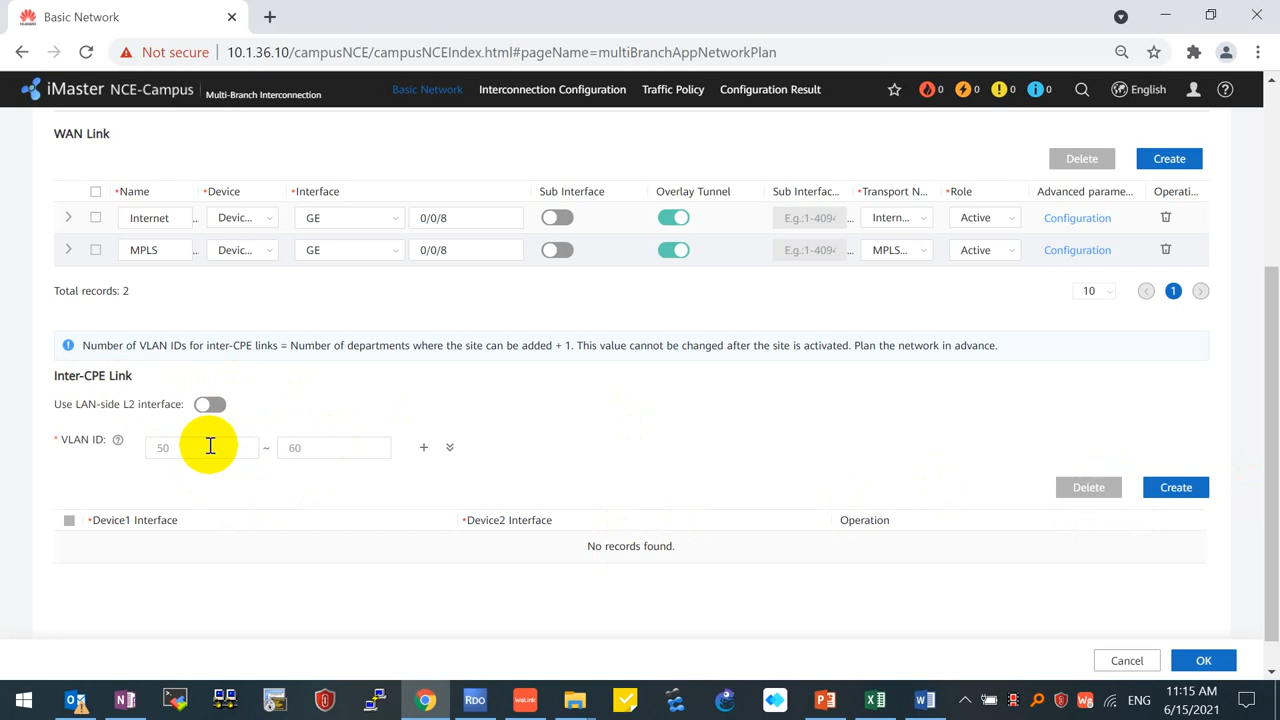 Basic Network
Not secure 10.1.36.10/campusNCE/campusNCEIndex.html#pageName=multiBranchAppNetworkPlan
iMaster NCE-Campus Multi-Branch Interconnection Basic Network Interconnection Configuration Traffic Policy Configuration Result 0 0 0 0 English
WAN Link
Delete Create
*Name *Device *Interface Sub Interface Overlay Tunnel Sub Interfac... *Transport N... *Role Advanced parame... Operati...
Internet ... Devic... GE 0/0/8 E.g.:1-4094 ... Intern... Active Configuration
MPLS ... Devic... GE 0/0/8 E.g.:1-4094 ... MPLS... Active Configuration
Total records: 2 10 1
Number of VLAN IDs for inter-CPE links = Number of departments where the site can be added + 1. This value cannot be changed after the site is activated. Plan the network in advance.
Inter-CPE Link
Use LAN-side L2 interface:
* VLAN ID: 50 ~ 60
Delete Create
*Device1 Interface *Device2 Interface Operation
No records found.
Cancel OK
RDO WeLink ENG 11:15 AM
6/15/2021